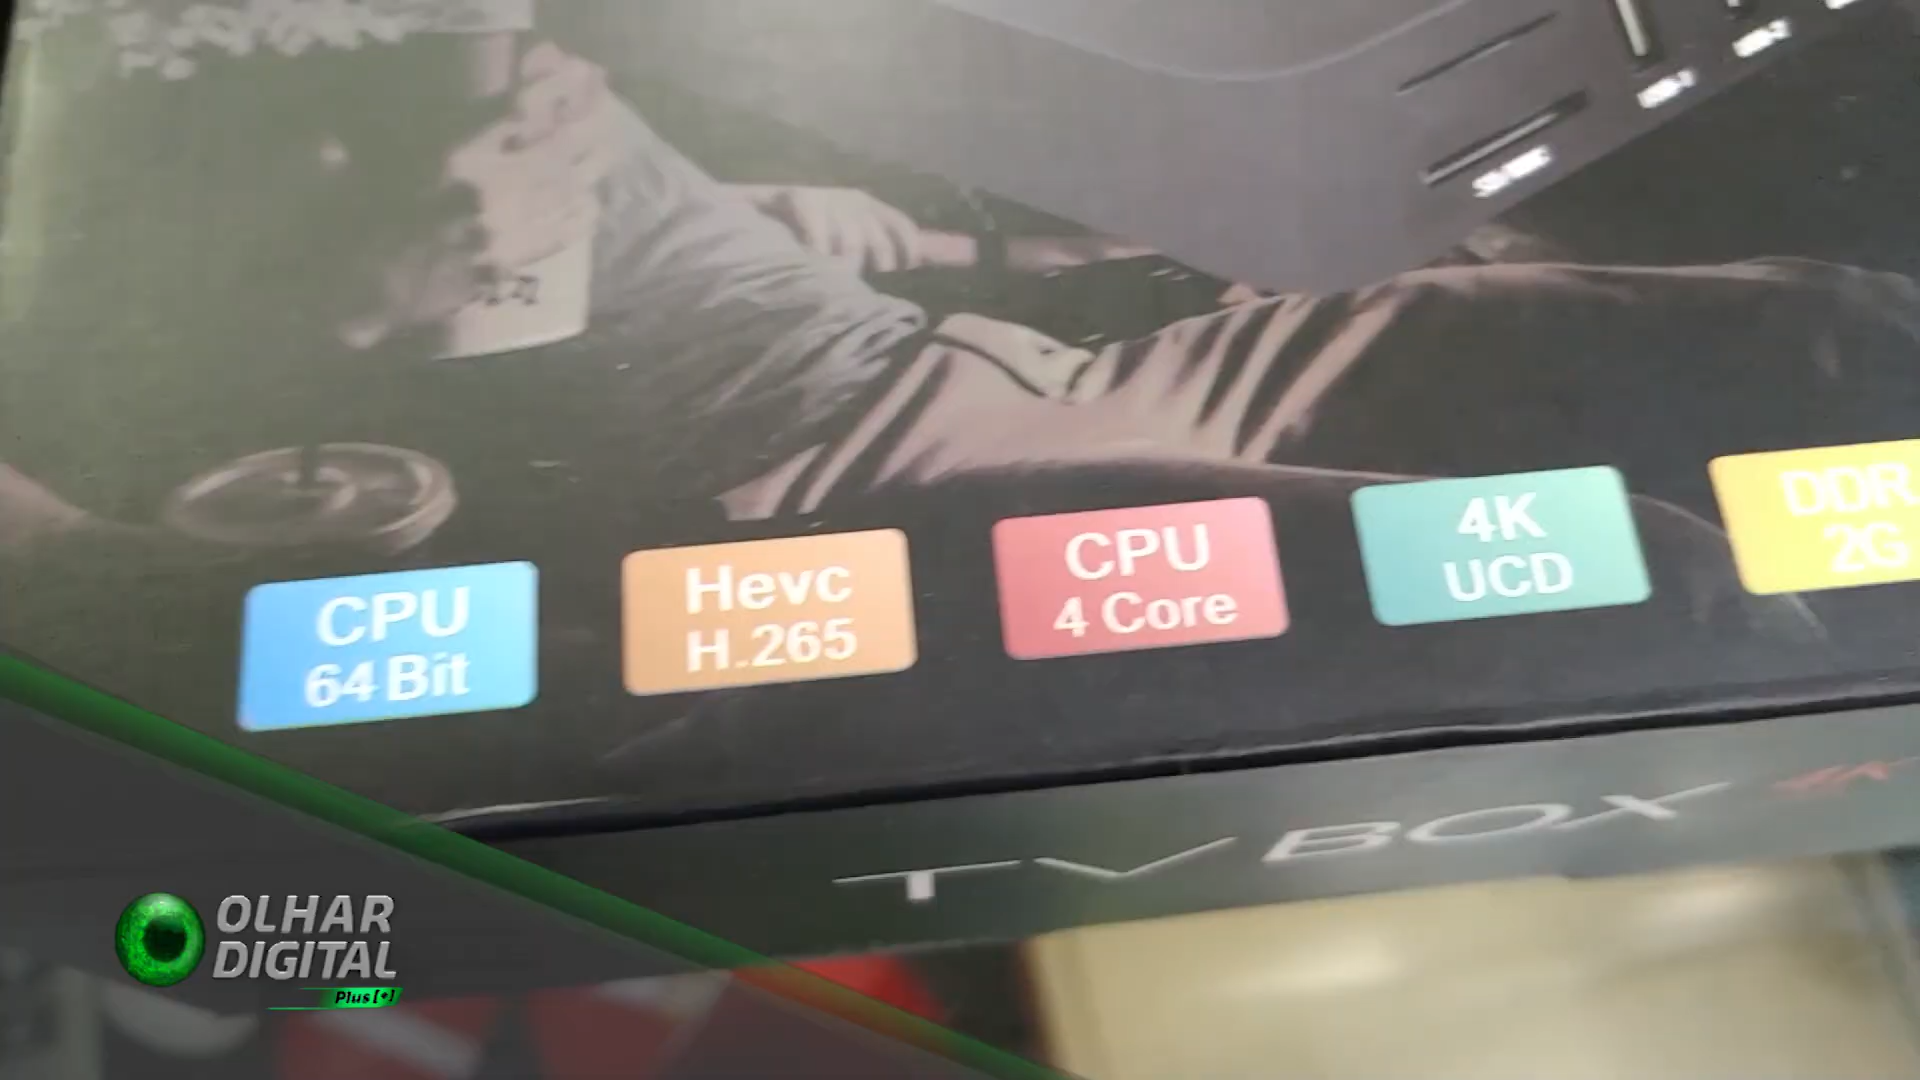 CPU
64 Bit
Hevc
H.265
CPU
4 Core
4K
UCD
DDR
2G
TV BOX
OLHAR
DIGITAL
Plus [+]